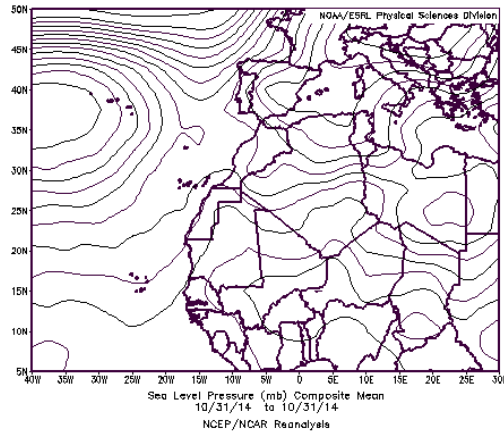 NOAA/ESRL Physical Sciences Division
50N
45N
40N
35N
30N
25N
20N
15N
10N
5N
40W 35W 30W 25W 20W 15W 10W 5W 0 5E 10E 15E 20E 25E 30E
Sea Level Pressure (mb) Composite Mean
10/31/14 to 10/31/14
NCEP/NCAR Reanalysis